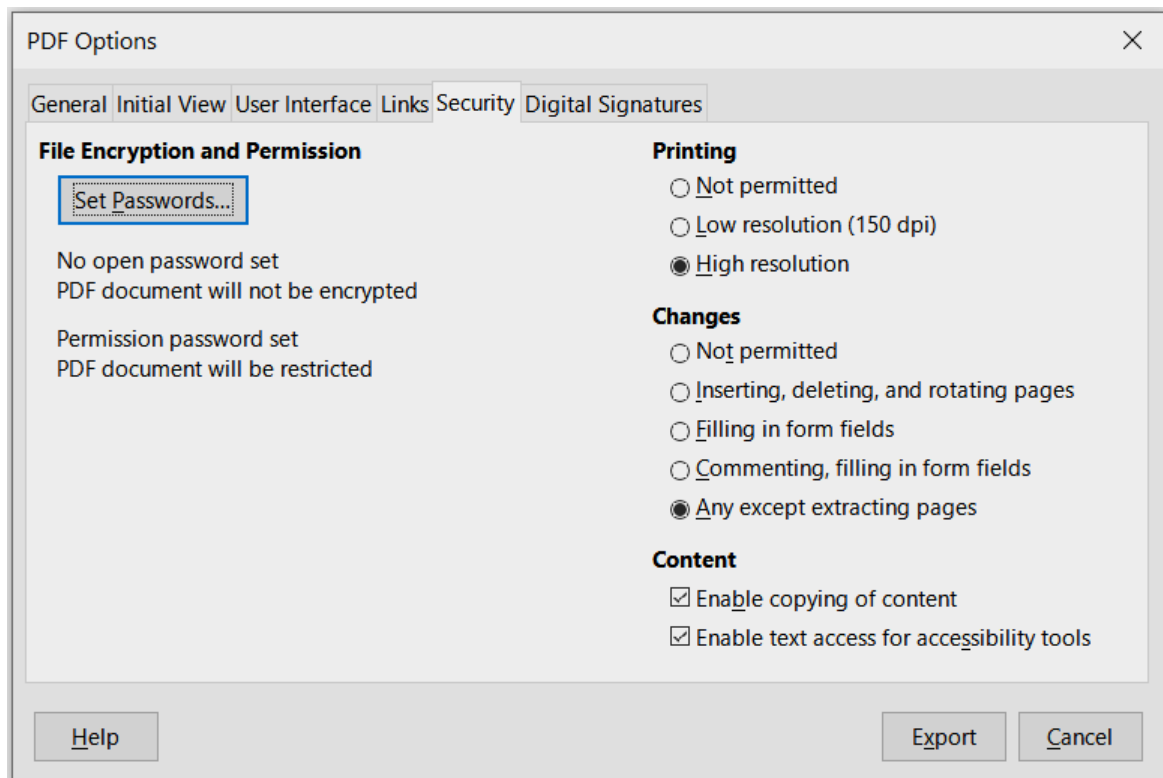 PDF Options
General Initial View User Interface Links Security Digital Signatures
File Encryption and Permission
Set Passwords...
No open password set
PDF document will not be encrypted
Permission password set
PDF document will be restricted
Printing
Not permitted
Low resolution (150 dpi)
High resolution
Changes
Not permitted
Inserting, deleting, and rotating pages
Filling in form fields
Commenting, filling in form fields
Any except extracting pages
Content
Enable copying of content
Enable text access for accessibility tools
Help
Export
Cancel